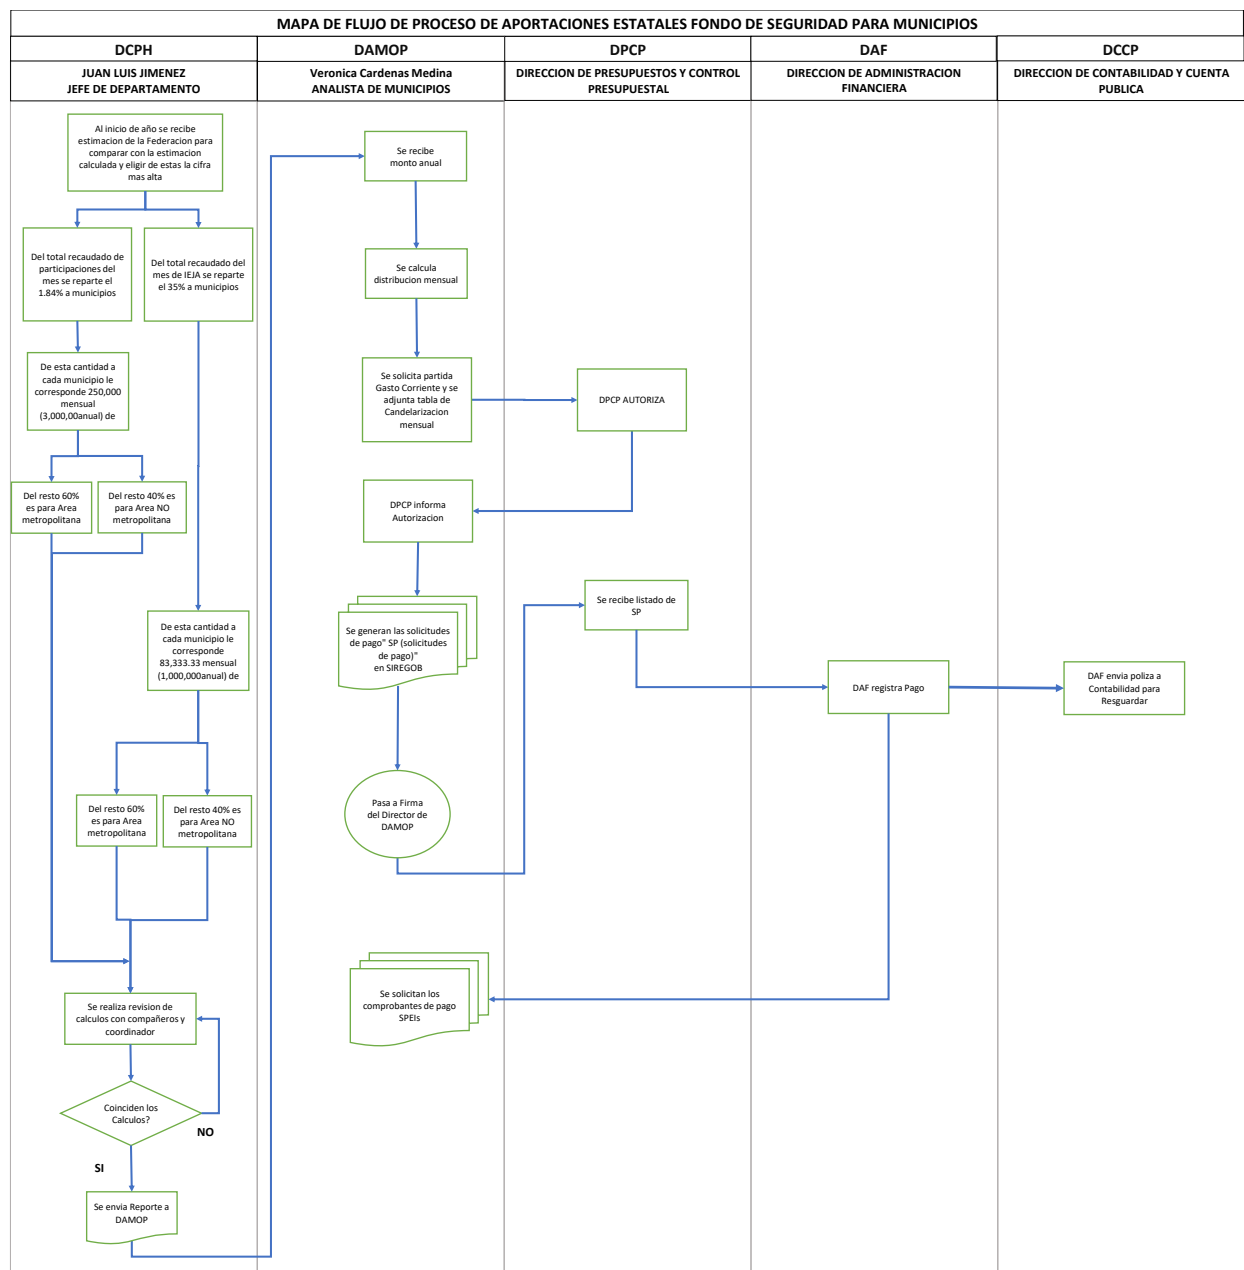 MAPA DE FLUJO DE PROCESO DE APORTACIONES ESTATALES FONDO DE SEGURIDAD PARA MUNICIPIOS
DCPH
DAMOP
DPCP
DAF
DCCP
JUAN LUIS JIMENEZ
JEFE DE DEPARTAMENTO
Veronica Cardenas Medina
ANALISTA DE MUNICIPIOS
DIRECCION DE PRESUPUESTOS Y CONTROL
PRESUPUESTAL
DIRECCION DE ADMINISTRACION
FINANCIERA
DIRECCION DE CONTABILIDAD Y CUENTA
PUBLICA
Al inicio de año se recibe
estimacion de la Federacion para
comparar con la estimacion
calculada y eligir de estas la cifra
mas alta
Del total recaudado de
participaciones del
mes se reparte el
1.84% a municipios
Del total recaudado del
mes de IEJA se reparte
el 35% a municipios
De esta cantidad a
cada municipio le
corresponde 250,000
mensual
(3,000,00anual) de
Del resto 60%
es para Area
metropolitana
Del resto 40% es
para Area NO
metropolitana
De esta cantidad a
cada municipio le
corresponde
83,333.33 mensual
(1,000,000anual) de
Del resto 60%
es para Area
metropolitana
Del resto 40% es
para Area NO
metropolitana
Se realiza revision de
calculos con compañeros y
coordinador
Coinciden los
Calculos?
NO
SI
Se envia Reporte a
DAMOP
Se recibe
monto anual
Se calcula
distribucion mensual
Se solicita partida
Gasto Corriente y se
adjunta tabla de
Candelarizacion
mensual
DPCP AUTORIZA
DPCP informa
Autorizacion
Se generan las solicitudes
de pago" SP (solicitudes
de pago)"
en SIREGOB
Pasa a Firma
del Director de
DAMOP
Se recibe listado de
SP
DAF registra Pago
DAF envia poliza a
Contabilidad para
Resguardar
Se solicitan los
comprobantes de pago
SPEIs